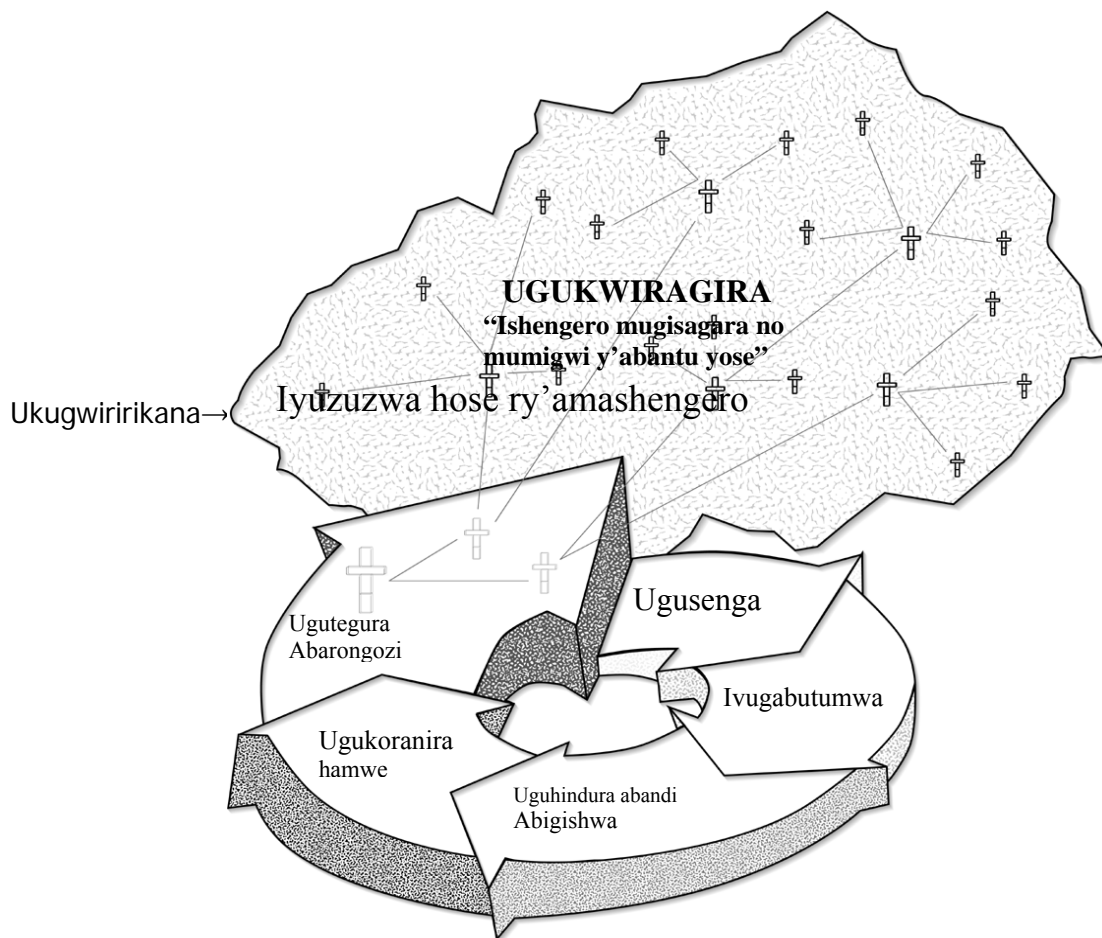 UGUKWIRAGIRA
“Ishengero mugisagara no
mumigwi y’abantu yose”
Iyuzuzwa hose ry’amashengero
Ukugwiririkana→
Ugusenga
Ugutegura
Abarongozi
Ivugabutumwa
Ugukoranira
hamwe
Uguhindura abandi
Abigishwa